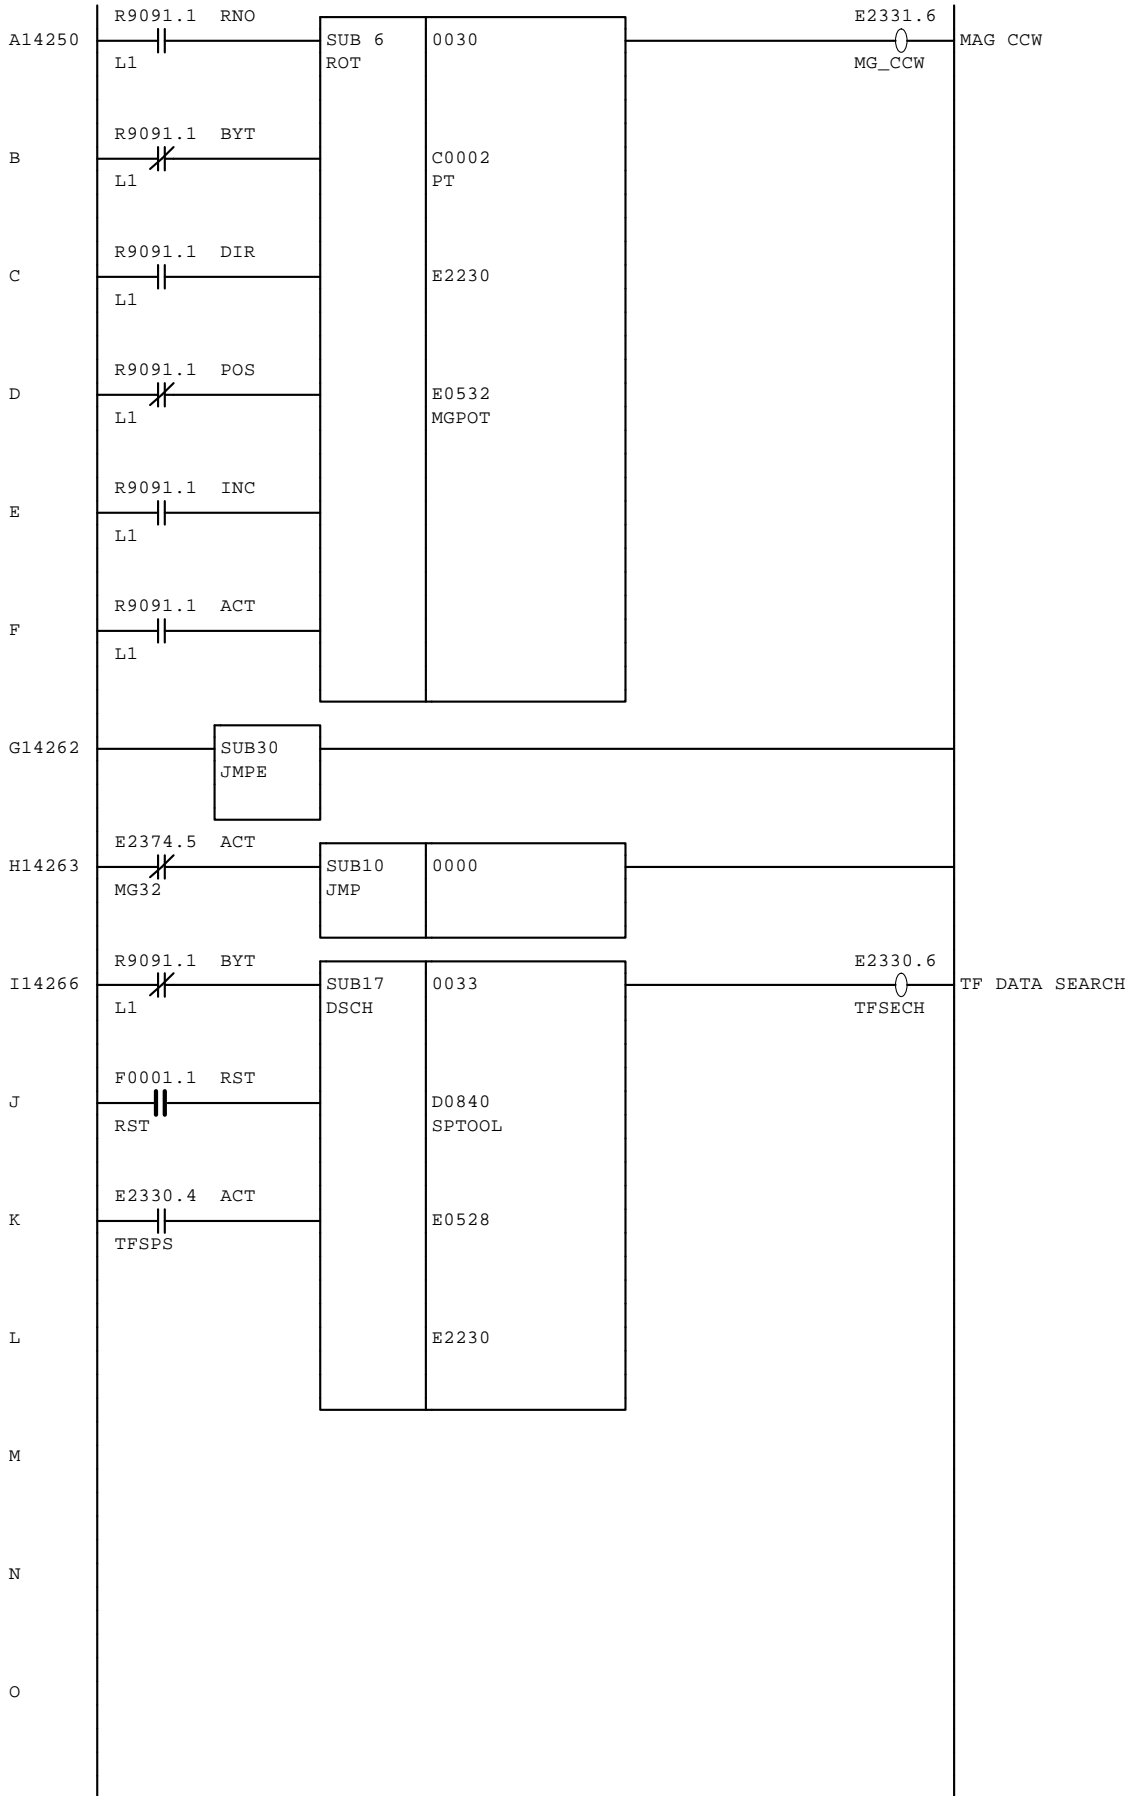 R9091.1 RNO E2331.6
A14250 SUB 6 0030 MAG CCW
L1 ROT MG_CCW
R9091.1 BYT
B C0002
L1 PT
R9091.1 DIR
C E2230
L1
R9091.1 POS
D E0532
L1 MGPOT
R9091.1 INC
E
L1
R9091.1 ACT
F
L1
G14262 SUB30
JMPE
E2374.5 ACT
H14263 SUB10 0000
MG32 JMP
R9091.1 BYT E2330.6
I14266 SUB17 0033 TF DATA SEARCH
L1 DSCH TFSECH
F0001.1 RST
J D0840
RST SPTOOL
E2330.4 ACT
K E0528
TFSPS
L E2230
M
N
O